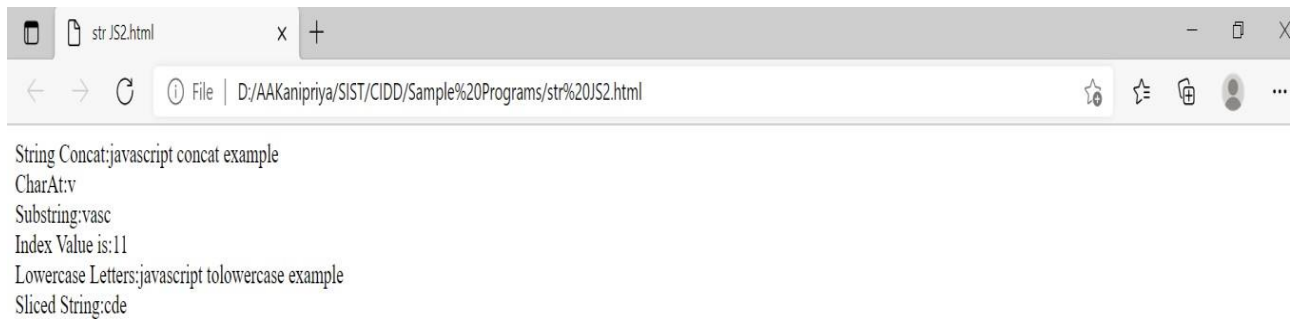 str JS2.html
File | D:/AAKanipriya/SIST/CIDD/Sample%20Programs/str%20JS2.html
String Concat:javascript concat example
CharAt:v
Substring:vasc
Index Value is:11
Lowercase Letters:javascript tolowercase example
Sliced String:cde